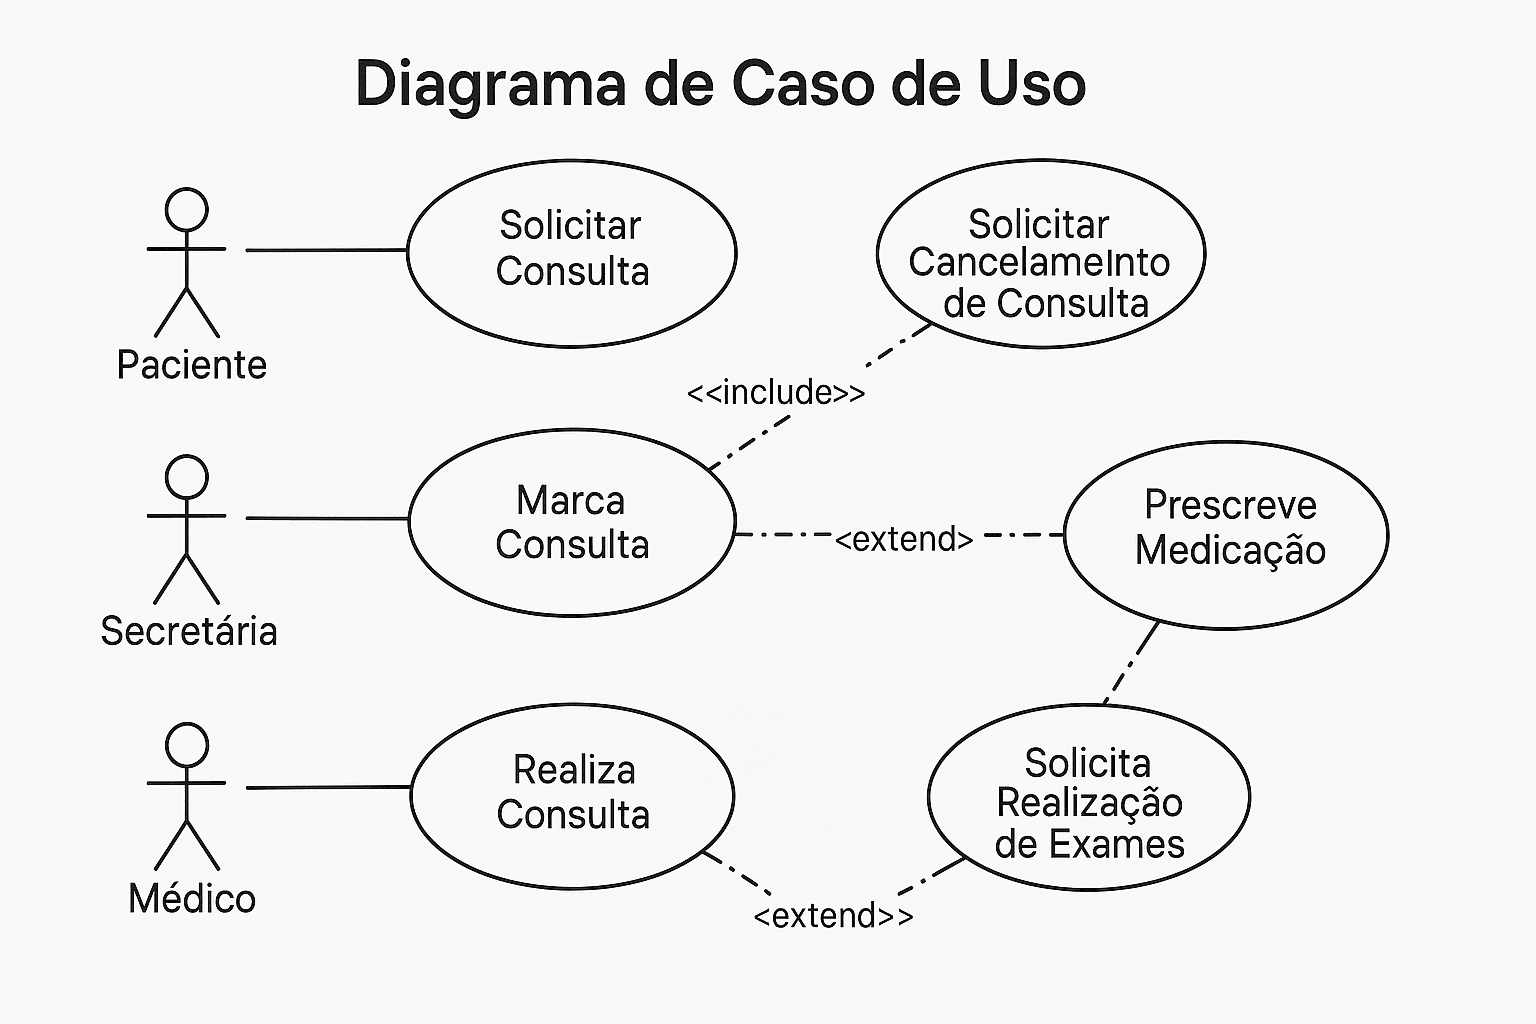 Diagrama de Caso de Uso
Solicitar
Consulta
Solicitar
CancelameInto
de Consulta
Paciente
<<include>>
Marca
Consulta
<extend>
Prescreve
Medicação
Secretária
Realiza
Consulta
Solicita
Realização
de Exames
Médico
<extend>>